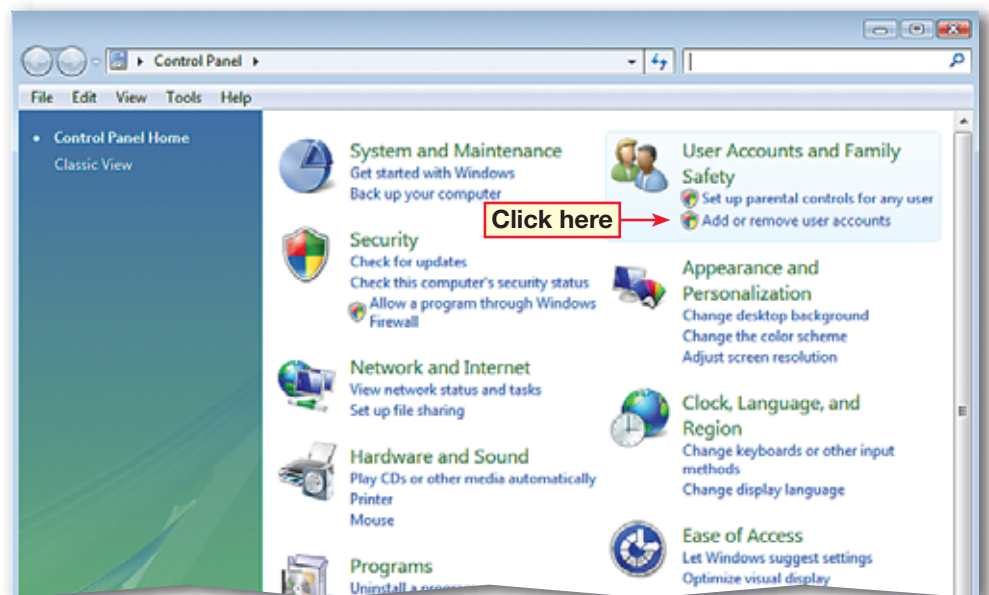 Control Panel
File Edit View Tools Help
Control Panel Home
Classic View
System and Maintenance
Get started with Windows
Back up your computer
Security
Check for updates
Check this computer's security status
Allow a program through Windows
Firewall
Network and Internet
View network status and tasks
Set up file sharing
Hardware and Sound
Play CDs or other media automatically
Printer
Mouse
Programs
Uninstall a program
Click here
User Accounts and Family
Safety
Set up parental controls for any user
Add or remove user accounts
Appearance and
Personalization
Change desktop background
Change the color scheme
Adjust screen resolution
Clock, Language, and
Region
Change keyboards or other input
methods
Change display language
Ease of Access
Let Windows suggest settings
Optimize visual display